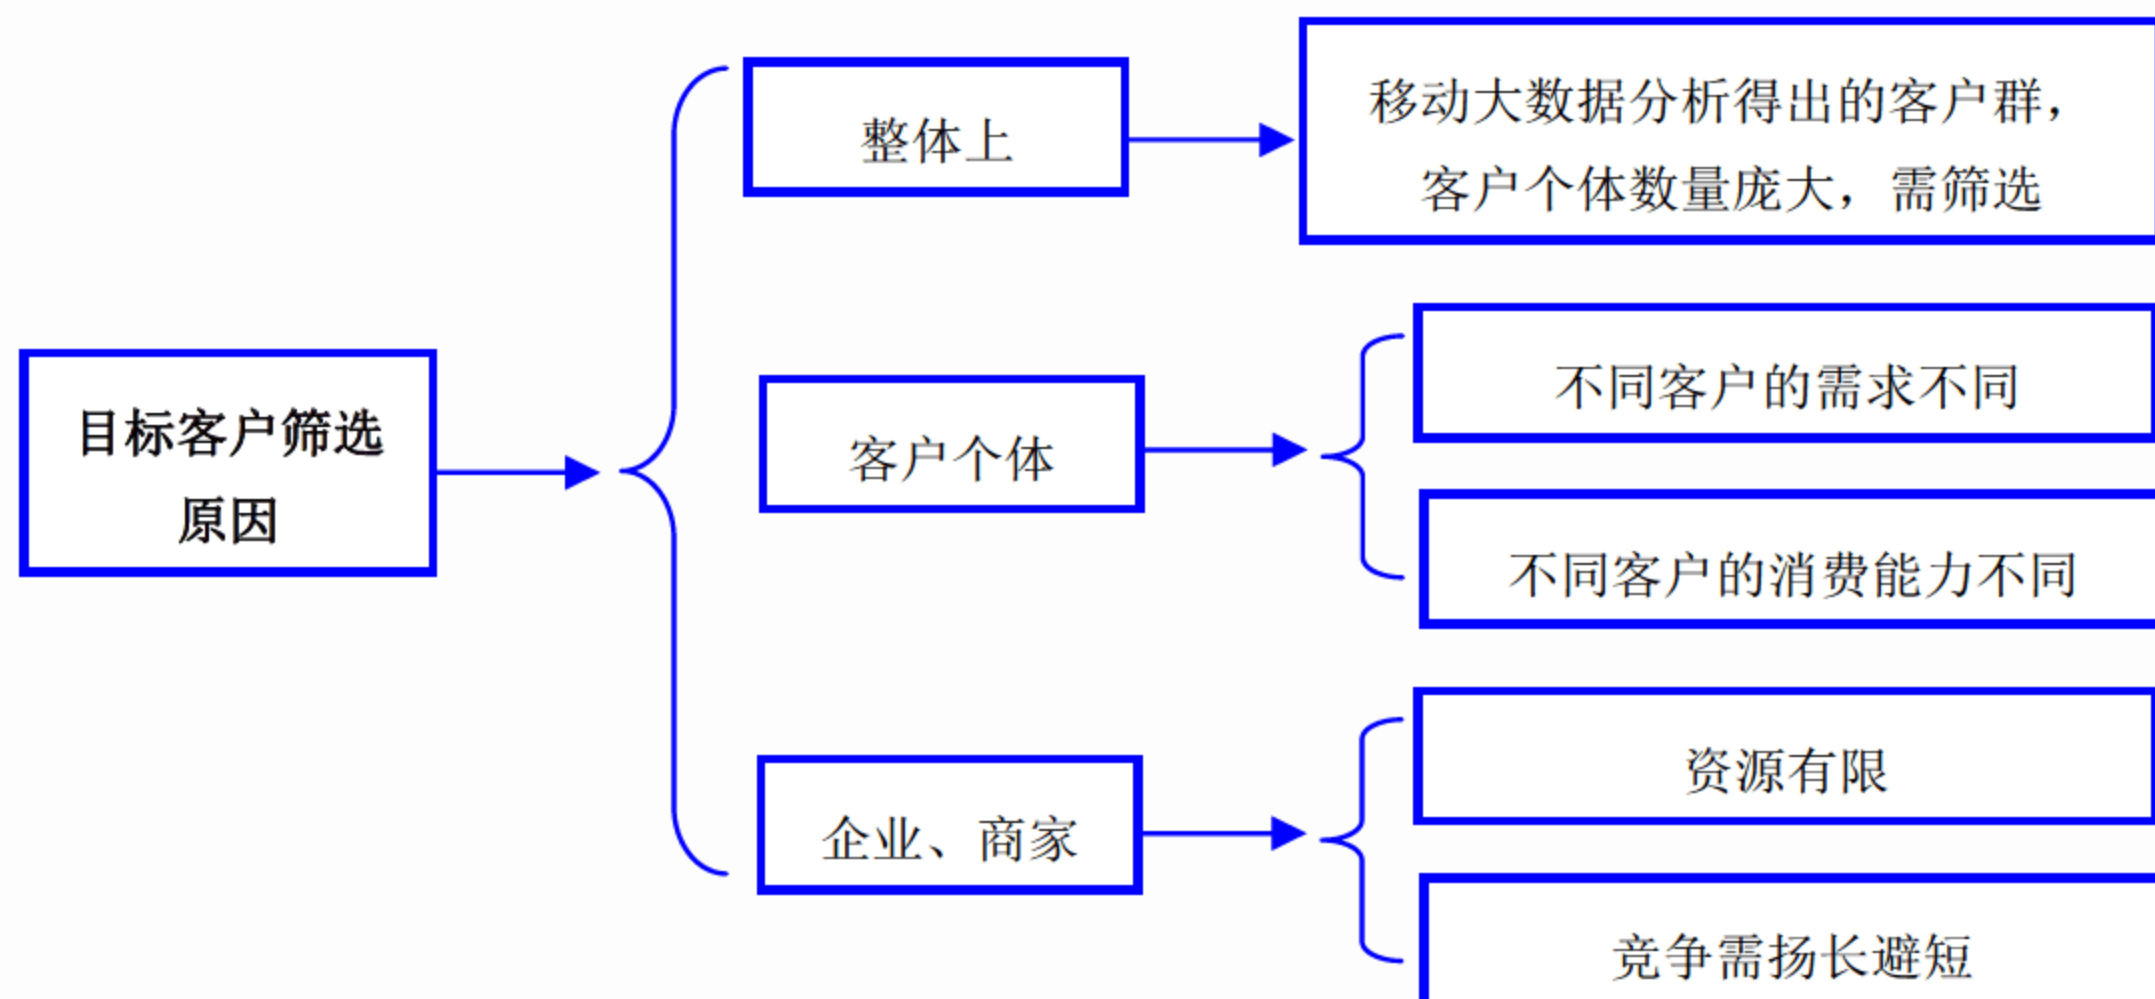 目标客户筛选
原因
整体上
移动大数据分析得出的客户群，
客户个体数量庞大，需筛选
客户个体
不同客户的需求不同
不同客户的消费能力不同
企业、商家
资源有限
竞争需扬长避短